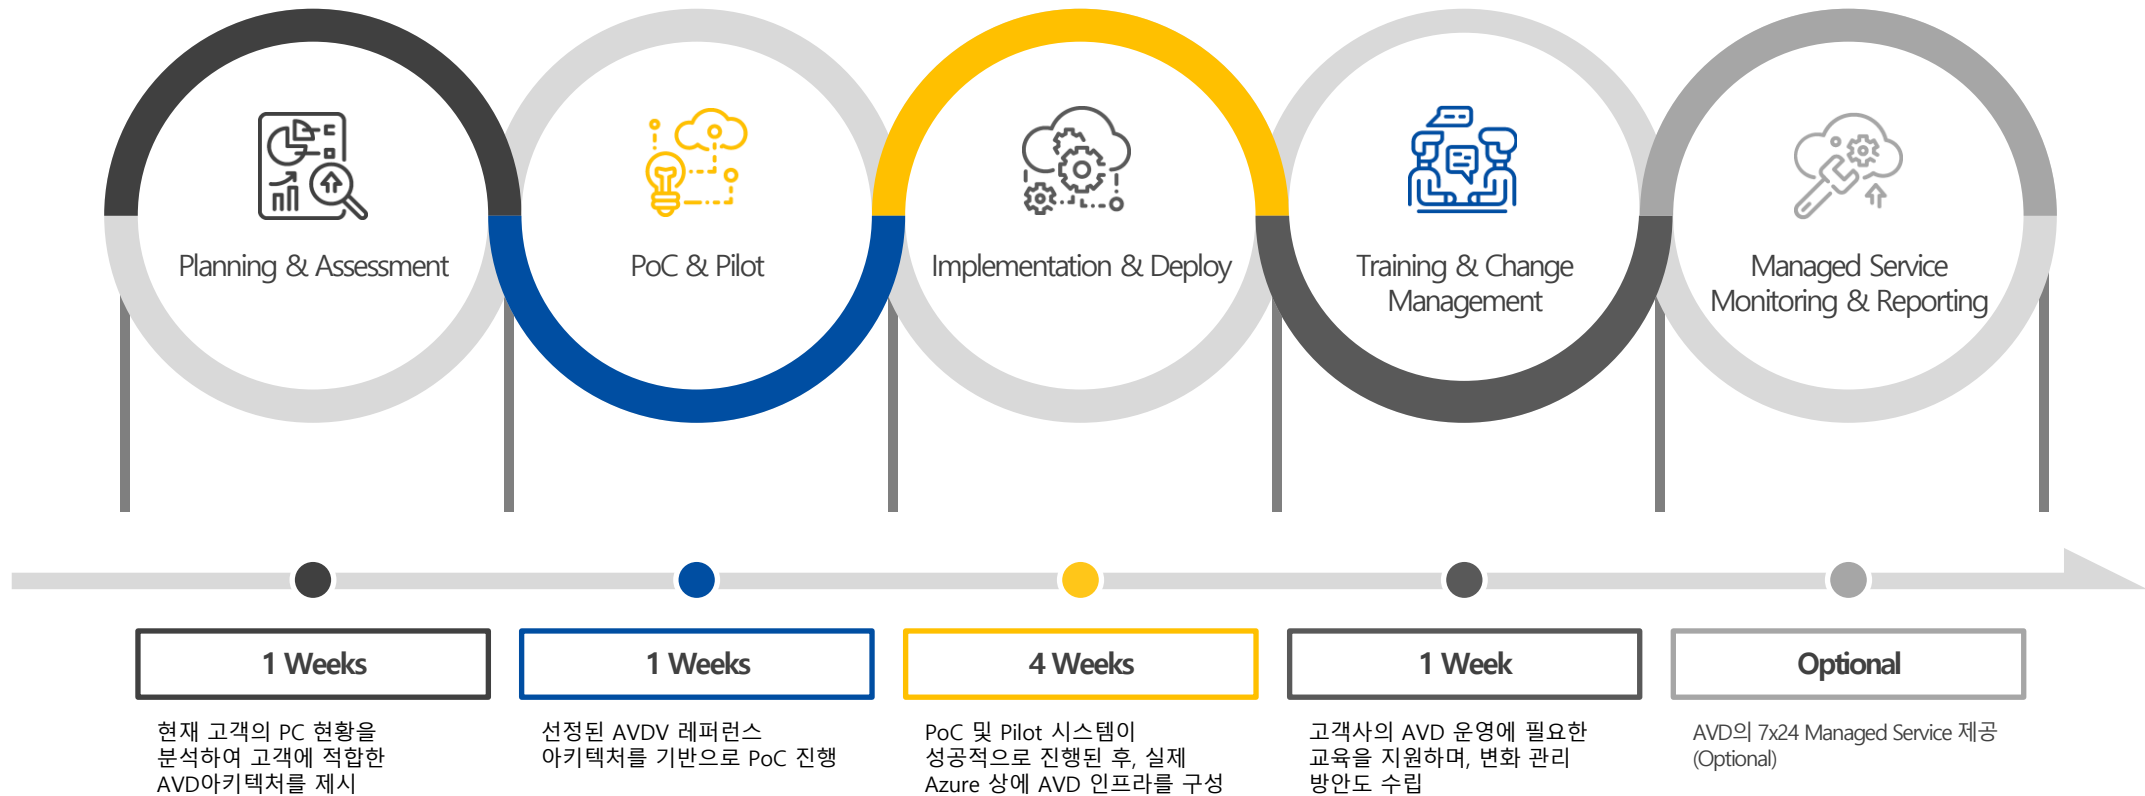 Planning & Assessment
PoC & Pilot
Implementation & Deploy
Training & Change
Management
Managed Service
Monitoring & Reporting
1 Weeks
1 Weeks
4 Weeks
1 Week
Optional
현재 고객의 PC 현황을
분석하여 고객에 적합한
AVD아키텍처를 제시
선정된 AVDV 레퍼런스
아키텍처를 기반으로 PoC 진행
PoC 및 Pilot 시스템이
성공적으로 진행된 후, 실제
Azure 상에 AVD 인프라를 구성
고객사의 AVD 운영에 필요한
교육을 지원하며, 변화 관리
방안도 수립
AVD의 7x24 Managed Service 제공
(Optional)